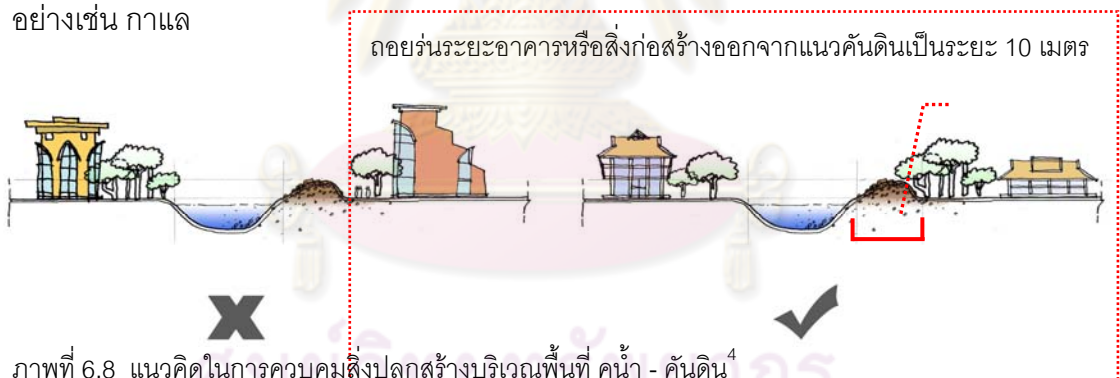 อย่างเช่น กาแล
ถอยร่นระยะอาคารหรือสิ่งก่อสร้างออกจากแนวคันดินเป็นระยะ 10 เมตร
ภาพที่ 6.8 แนวคิดในการควบคุมสิ่งปลูกสร้างบริเวณพื้นที่ คูน้ำ - คันดิน4